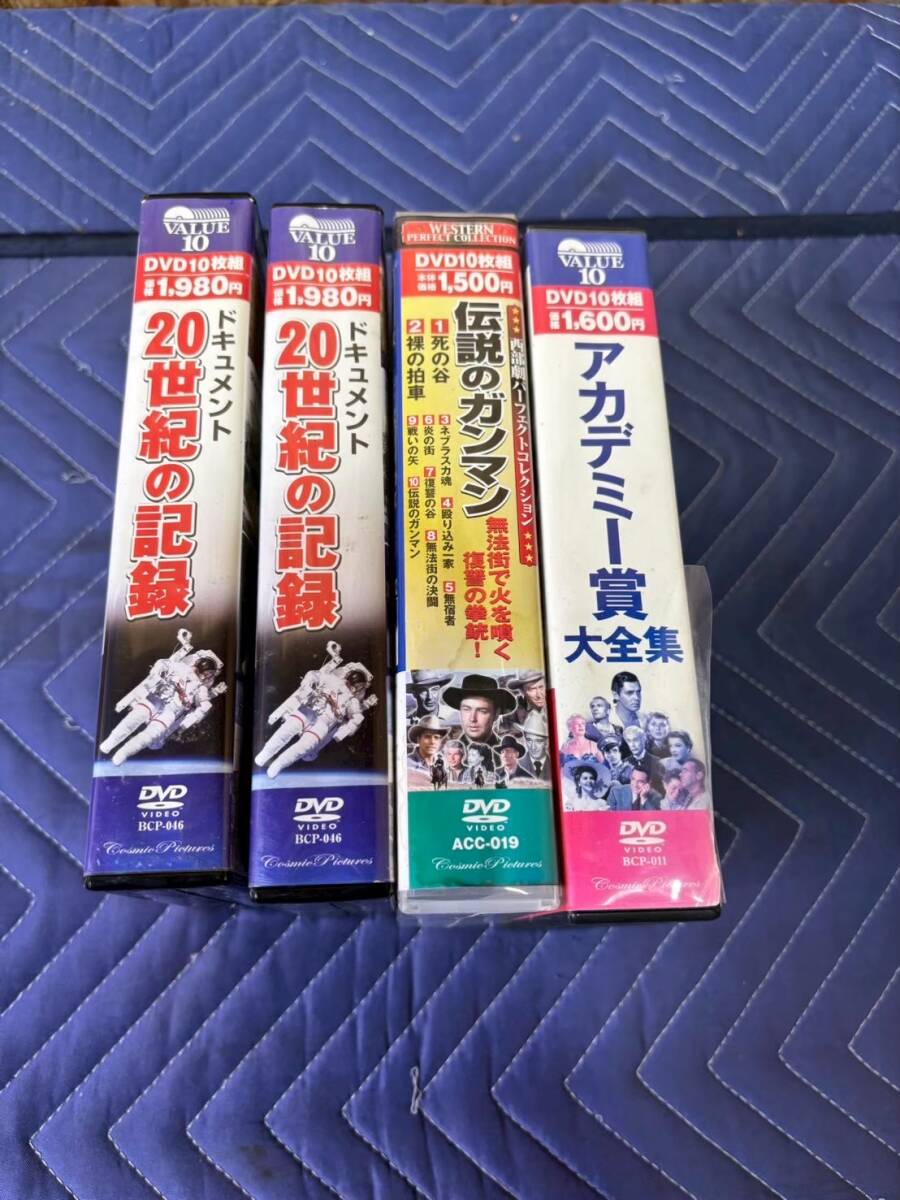 VALUE
10
DVD10枚組
価格 1,980円
ドキュメント
20世紀の記録
DVD
VIDEO
BCP-046
Cosmic Pictures
VALUE
10
DVD10枚組
価格 1,980円
ドキュメント
20世紀の記録
DVD
VIDEO
BCP-046
Cosmic Pictures
WESTERN
PERFECT COLLECTION
DVD10枚組
本体価格 1,500円
★★★ 西部劇パーフェクトコレクション ★★★
伝説のガンマン
無法街で火を噴く
復讐の拳銃!
1 死の谷
2 裸の拍車
3 ネブラスカ魂
4 殴り込み一家
5 無宿者
6 炎の街
7 復讐の谷
8 無法街の決闘
9 戦いの矢
10 伝説のガンマン
DVD
VIDEO
ACC-019
Cosmic Pictures
VALUE
10
DVD10枚組
価格 1,600円
アカデミー賞
大全集
DVD
VIDEO
BCP-011
Cosmic Pictures